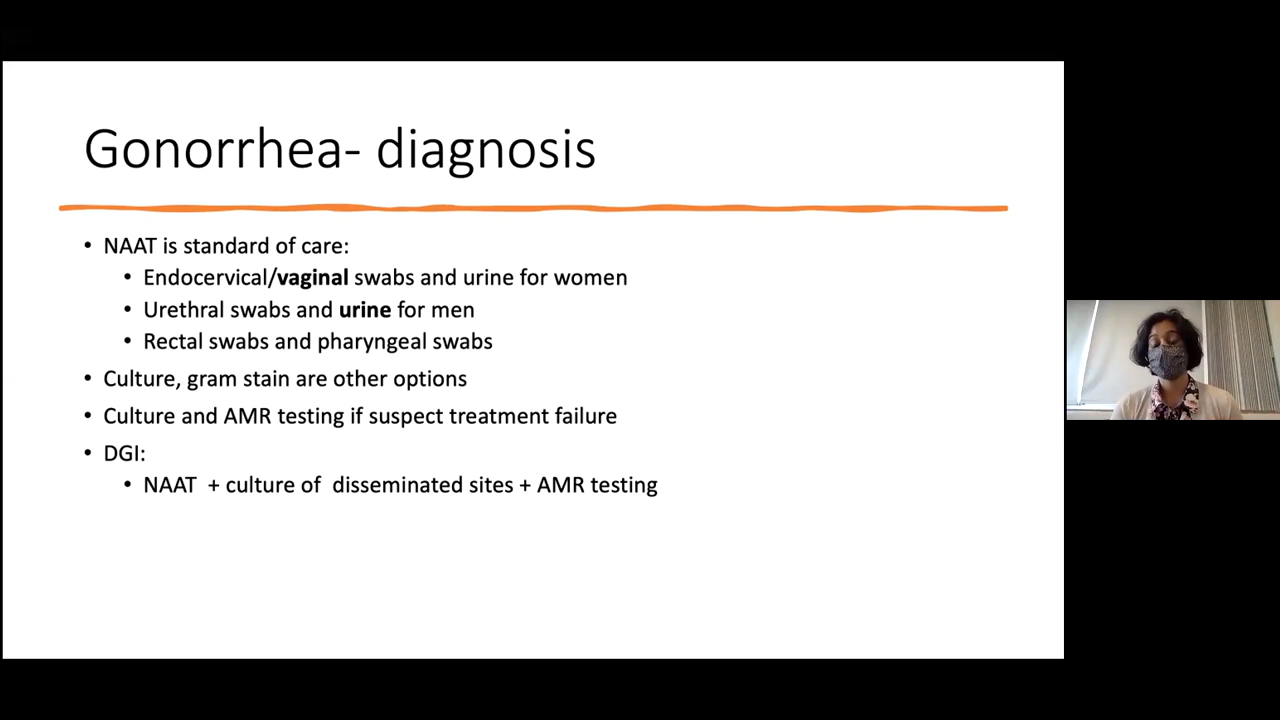 Gonorrhea- diagnosis
• NAAT is standard of care:
• Endocervical/vaginal swabs and urine for women
• Urethral swabs and urine for men
• Rectal swabs and pharyngeal swabs
• Culture, gram stain are other options
• Culture and AMR testing if suspect treatment failure
• DGI:
• NAAT + culture of disseminated sites + AMR testing